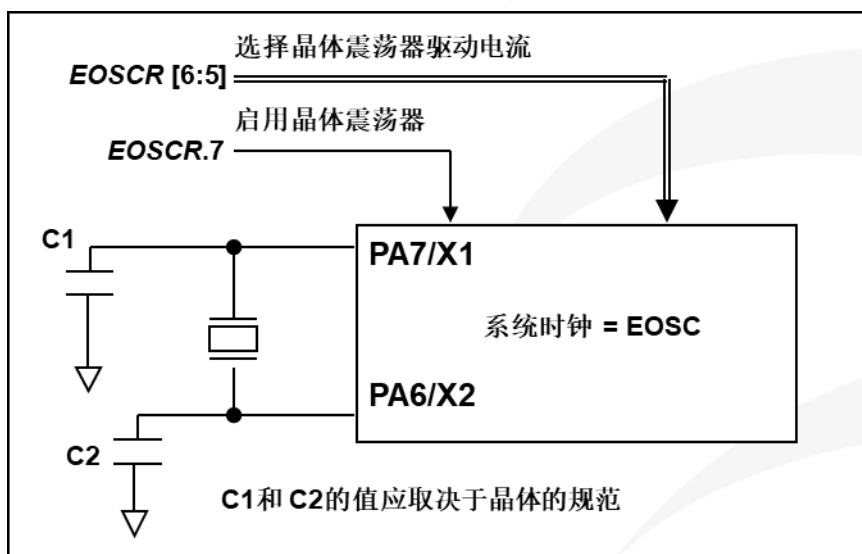 选择晶体震荡器驱动电流
EOSCR [6:5]
启用晶体震荡器
EOSCR.7
C1
PA7/X1
系统时钟 = EOSC
PA6/X2
C2
C1和 C2的值应取决于晶体的规范